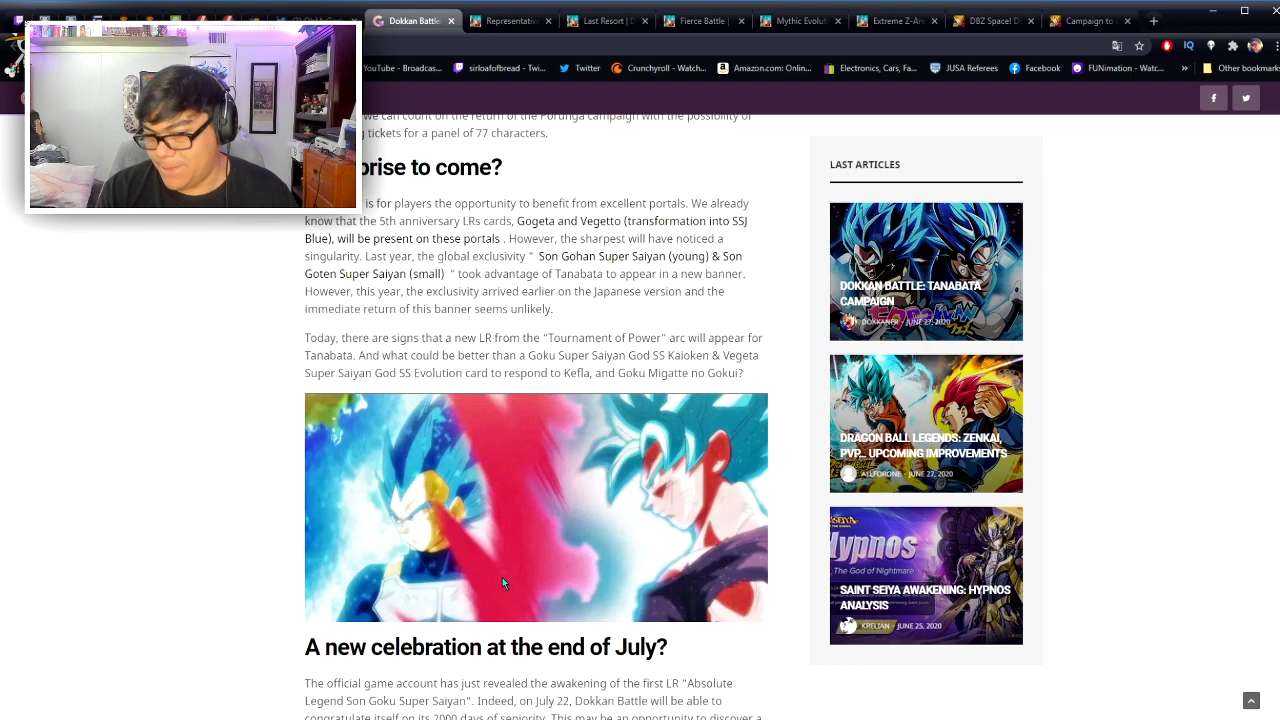 Dokkan Battle
Representative
Last Resort | D
Fierce Battle |
Mythic Evoluti
Extreme Z-Aw
DBZ Space! D
Campaign to
YouTube - Broadcas...
sirloafofbread - Twi...
Twitter
Crunchyroll - Watch...
Amazon.com: Onlin...
Electronics, Cars, Fa...
JUSA Referees
Facebook
FUNimation - Watc...
Other bookmarks
we can count on the return of the Porunga campaign with the possibility of
tickets for a panel of 77 characters.
prise to come?
is for players the opportunity to benefit from excellent portals. We already
know that the 5th anniversary LRs cards, Gogeta and Vegetto (transformation into SSJ
Blue), will be present on these portals . However, the sharpest will have noticed a
singularity. Last year, the global exclusivity " Son Gohan Super Saiyan (young) & Son
Goten Super Saiyan (small) " took advantage of Tanabata to appear in a new banner.
However, this year, the exclusivity arrived earlier on the Japanese version and the
immediate return of this banner seems unlikely.
Today, there are signs that a new LR from the "Tournament of Power" arc will appear for
Tanabata. And what could be better than a Goku Super Saiyan God SS Kaioken & Vegeta
Super Saiyan God SS Evolution card to respond to Kefla, and Goku Migatte no Gokui?
A new celebration at the end of July?
The official game account has just revealed the awakening of the first LR "Absolute
Legend Son Goku Super Saiyan". Indeed, on July 22, Dokkan Battle will be able to
congratulate itself on its 2000 days of seniority. This may be an opportunity to discover a
LAST ARTICLES
DOKKAN BATTLE: TANABATA
CAMPAIGN
DOKKANER - JUNE 27, 2020
DRAGON BALL LEGENDS: ZENKAI,
PVP... UPCOMING IMPROVEMENTS
ALLFORONE - JUNE 27, 2020
Hypnos
The God of Nightmare
SAINT SEIYA AWAKENING: HYPNOS
ANALYSIS
KRELIAN - JUNE 25, 2020